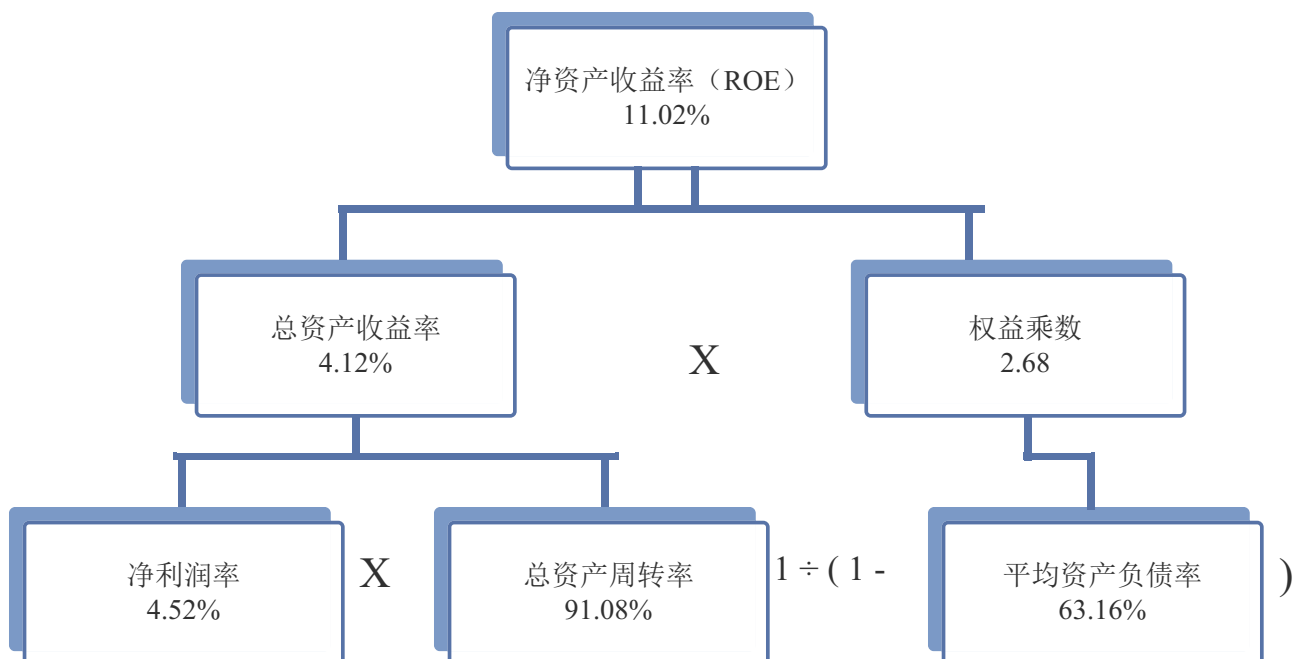 净资产收益率（ROE）
11.02%
总资产收益率
4.12%
X
权益乘数
2.68
净利润率
4.52%
X
总资产周转率
91.08%
1 ÷ ( 1 -
平均资产负债率
63.16%
)